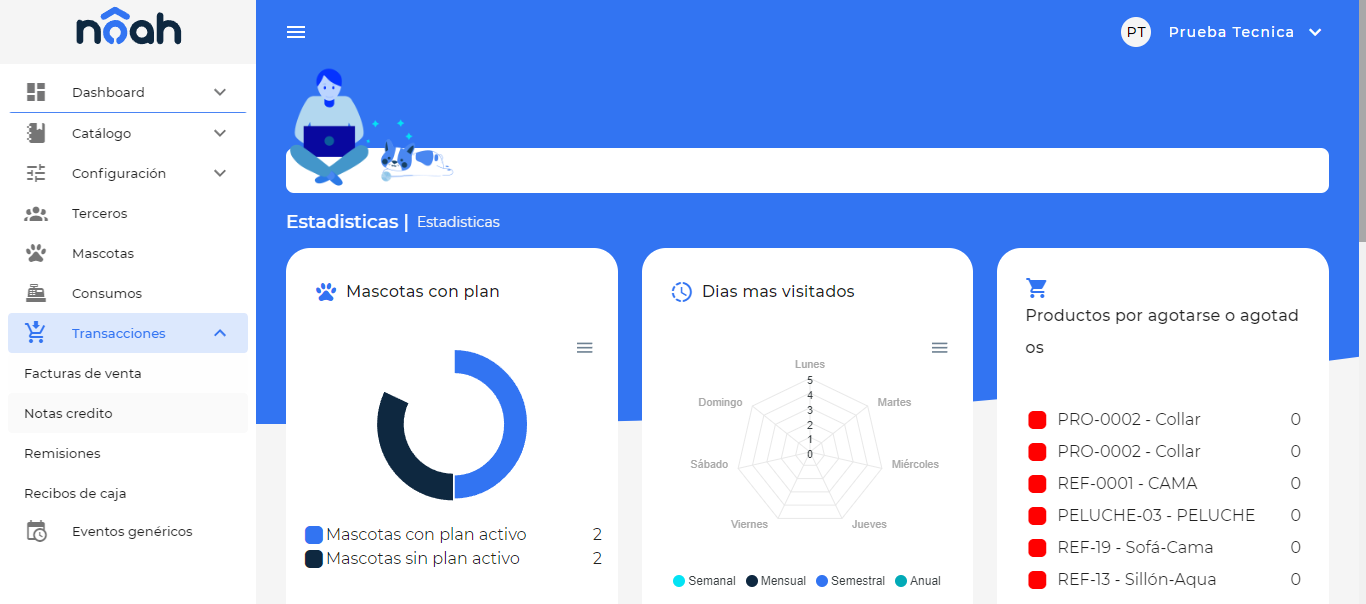 nôah
PT Prueba Tecnica
Dashboard
Catálogo
Configuración
Terceros
Mascotas
Consumos
Transacciones
Facturas de venta
Notas credito
Remisiones
Recibos de caja
Eventos genéricos
Estadisticas | Estadisticas
Mascotas con plan
Mascotas con plan activo 2
Mascotas sin plan activo 2
Dias mas visitados
Lunes
Martes
Miércoles
Jueves
Viernes
Sábado
Domingo
5
4
3
2
1
0
Semanal Mensual Semestral Anual
Productos por agotarse o agotad
os
PRO-0002 - Collar 0
PRO-0002 - Collar 0
REF-0001 - CAMA 0
PELUCHE-03 - PELUCHE 0
REF-19 - Sofá-Cama 0
REF-13 - Sillón-Aqua 0